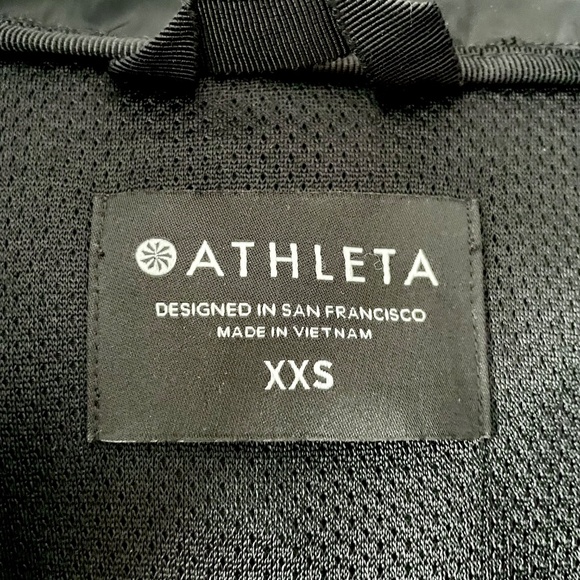 ATHLETA
DESIGNED IN SAN FRANCISCO
MADE IN VIETNAM
XXS